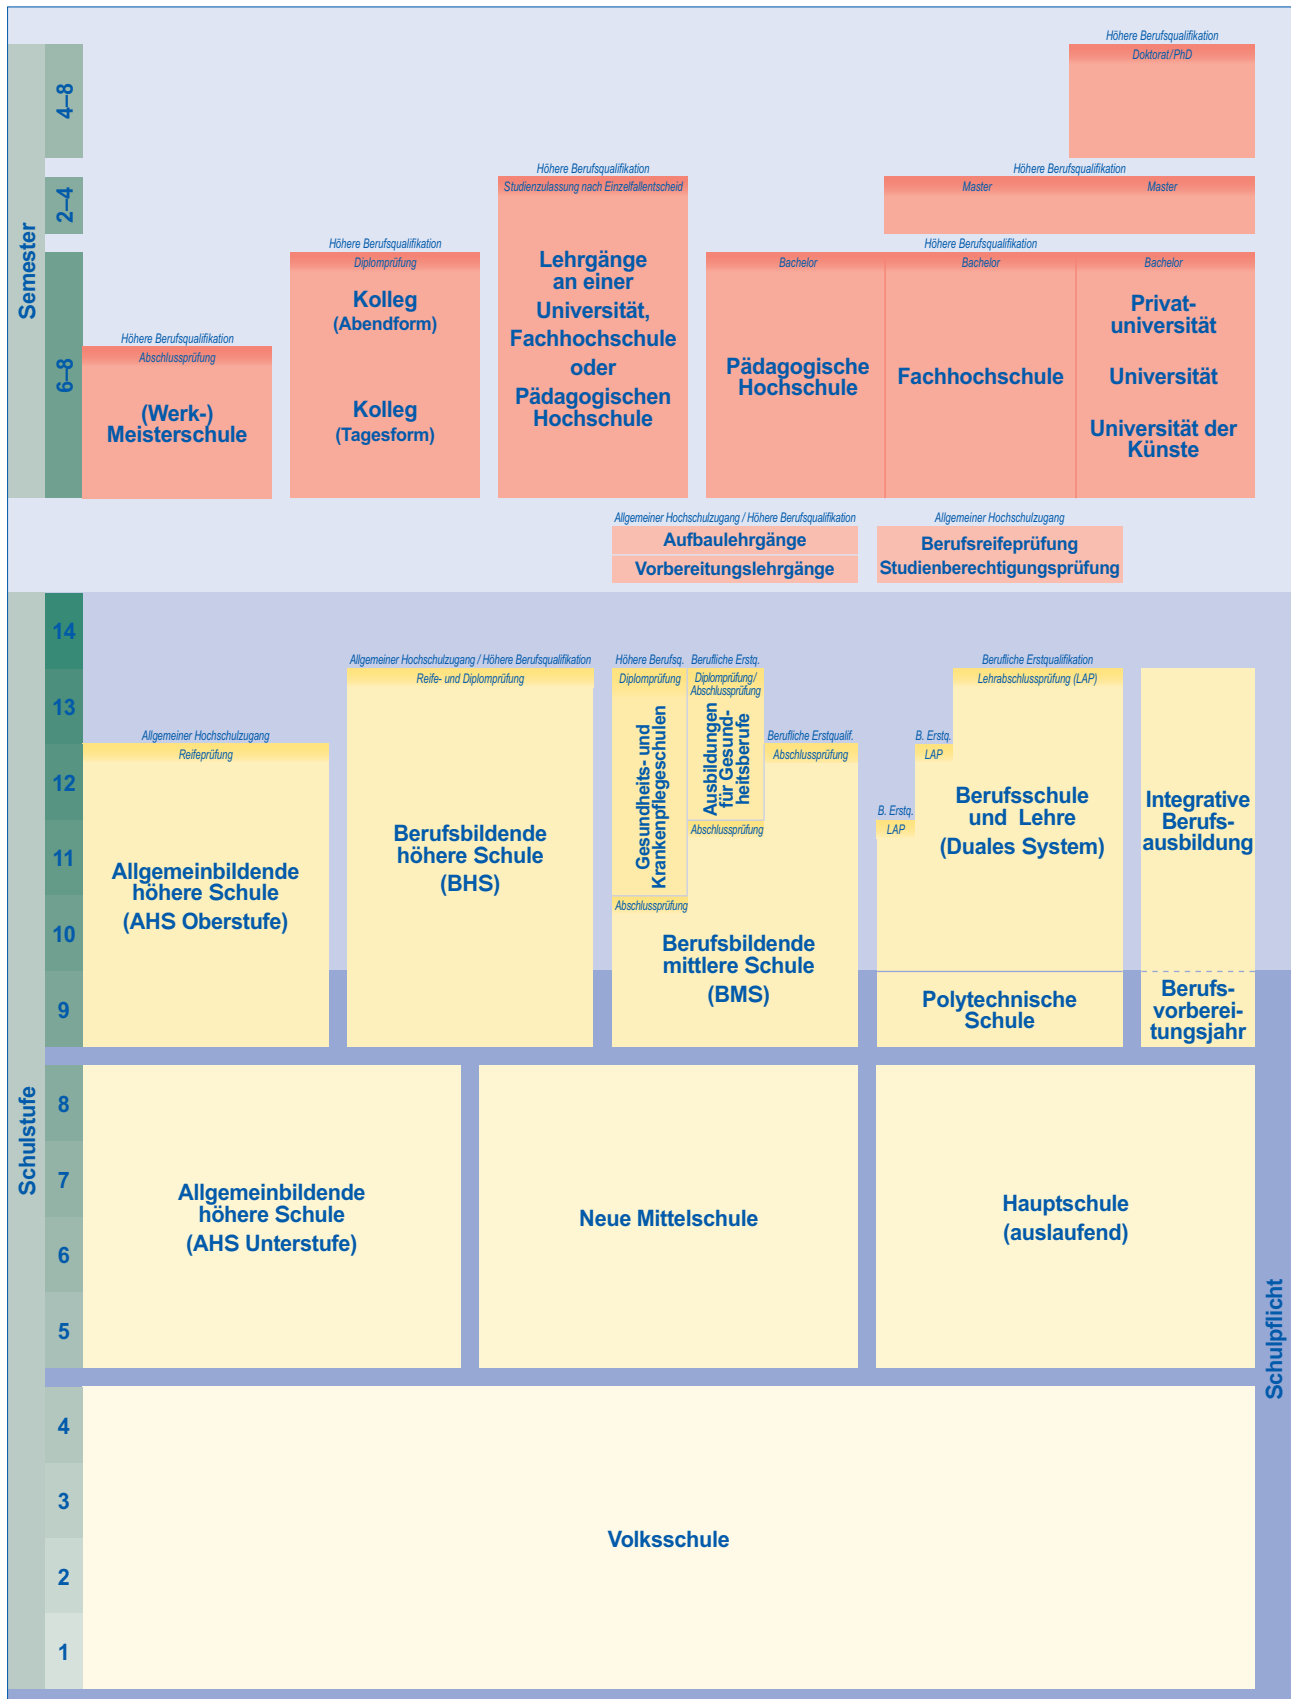 Höhere Berufsqualifikation
Doktorat/PhD
4–8
Höhere Berufsqualifikation
Studienzulassung nach Einzelfallentscheid
Höhere Berufsqualifikation
Master
Master
2–4
Semester
Höhere Berufsqualifikation
Diplomprüfung
Kolleg
(Abendform)
Kolleg
(Tagesform)
Lehrgänge
an einer
Universität,
Fachhochschule
oder
Pädagogischen
Hochschule
Höhere Berufsqualifikation
Bachelor
Bachelor
Bachelor
Pädagogische
Hochschule
Fachhochschule
Privat-
universität
Universität
Universität der
Künste
6–8
Höhere Berufsqualifikation
Abschlussprüfung
(Werk-)
Meisterschule
Allgemeiner Hochschulzugang / Höhere Berufsqualifikation
Aufbaulehrgänge
Vorbereitungslehrgänge
Allgemeiner Hochschulzugang
Berufsreifeprüfung
Studienberechtigungsprüfung
14
13
12
11
10
9
Allgemeiner Hochschulzugang
Reifeprüfung
Allgemeinbildende
höhere Schule
(AHS Oberstufe)
Allgemeiner Hochschulzugang / Höhere Berufsqualifikation
Reife- und Diplomprüfung
Berufsbildende
höhere Schule
(BHS)
Höhere Berufsq.
Diplomprüfung
Gesundheits- und
Krankenpflegeschulen
Abschlussprüfung
Berufliche Erstq.
Diplomprüfung/
Abschlussprüfung
Ausbildungen
für Gesund-
heitsberufe
Abschlussprüfung
Berufliche Erstqualif.
Abschlussprüfung
Berufsbildende
mittlere Schule
(BMS)
B. Erstq.
LAP
B. Erstq.
LAP
Berufliche Erstqualifikation
Lehrabschlussprüfung (LAP)
Berufsschule
und Lehre
(Duales System)
Polytechnische
Schule
Integrative
Berufs-
ausbildung
Berufs-
vorberei-
tungsjahr
Schulstufe
8
7
6
5
Allgemeinbildende
höhere Schule
(AHS Unterstufe)
Neue Mittelschule
Hauptschule
(auslaufend)
Schulpflicht
4
3
2
1
Volksschule